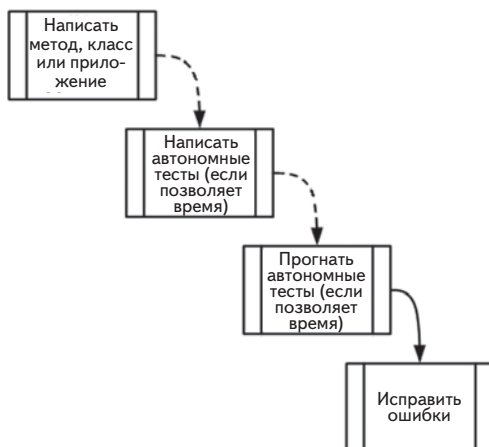 Написать
метод, класс
или прило-
жение
Написать
автономные
тесты (если
позволяет
время)
Прогнать
автономные
тесты (если
позволяет
время)
Исправить
ошибки